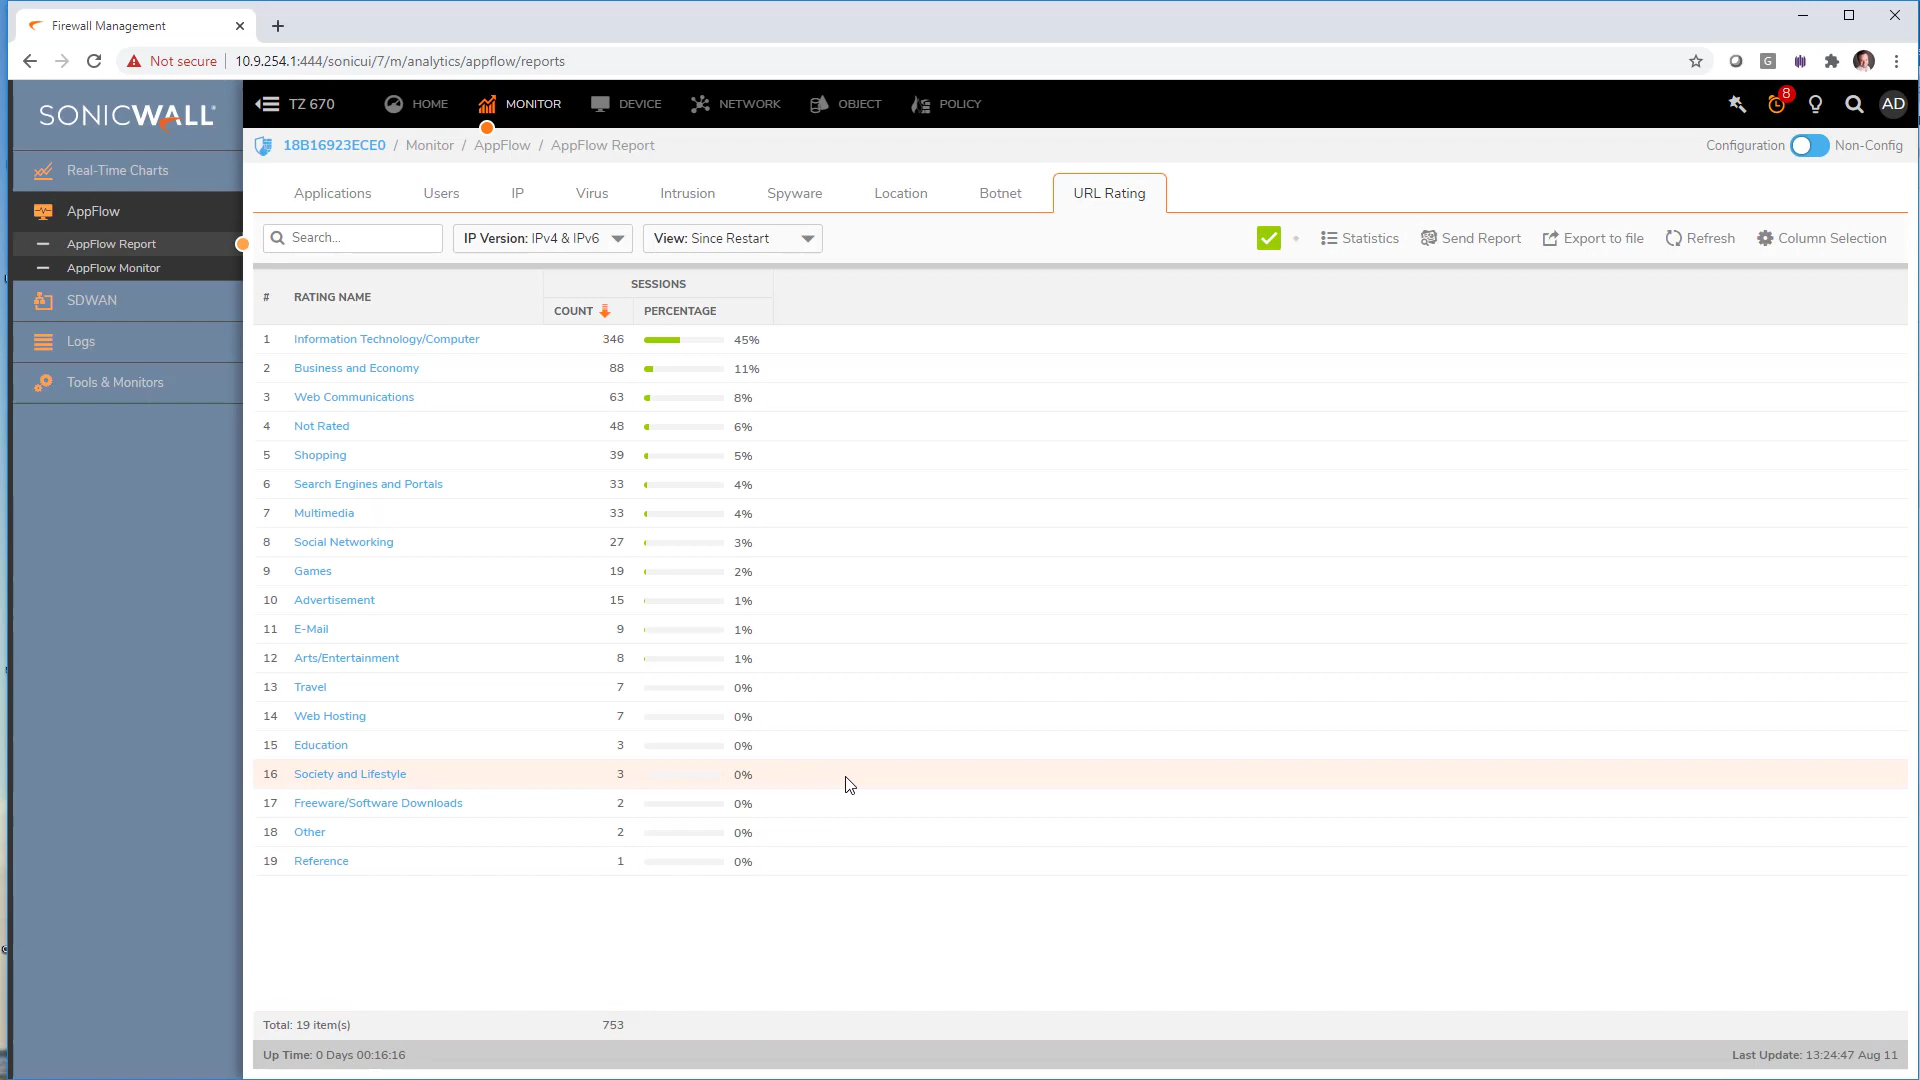 Firewall Management
Not secure 10.9.254.1:444/sonicui/7/m/analytics/appflow/reports
G
SONICWALL
TZ 670 HOME MONITOR DEVICE NETWORK OBJECT POLICY 8 AD
18B16923ECE0 / Monitor / AppFlow / AppFlow Report Configuration Non-Config
Real-Time Charts
AppFlow
AppFlow Report
AppFlow Monitor
SDWAN
Logs
Tools & Monitors
Applications Users IP Virus Intrusion Spyware Location Botnet URL Rating
Search... IP Version: IPv4 & IPv6 View: Since Restart Statistics Send Report Export to file Refresh Column Selection
# RATING NAME SESSIONS
COUNT PERCENTAGE
1 Information Technology/Computer 346 45%
2 Business and Economy 88 11%
3 Web Communications 63 8%
4 Not Rated 48 6%
5 Shopping 39 5%
6 Search Engines and Portals 33 4%
7 Multimedia 33 4%
8 Social Networking 27 3%
9 Games 19 2%
10 Advertisement 15 1%
11 E-Mail 9 1%
12 Arts/Entertainment 8 1%
13 Travel 7 0%
14 Web Hosting 7 0%
15 Education 3 0%
16 Society and Lifestyle 3 0%
17 Freeware/Software Downloads 2 0%
18 Other 2 0%
19 Reference 1 0%
Total: 19 item(s) 753
Up Time: 0 Days 00:16:16 Last Update: 13:24:47 Aug 11